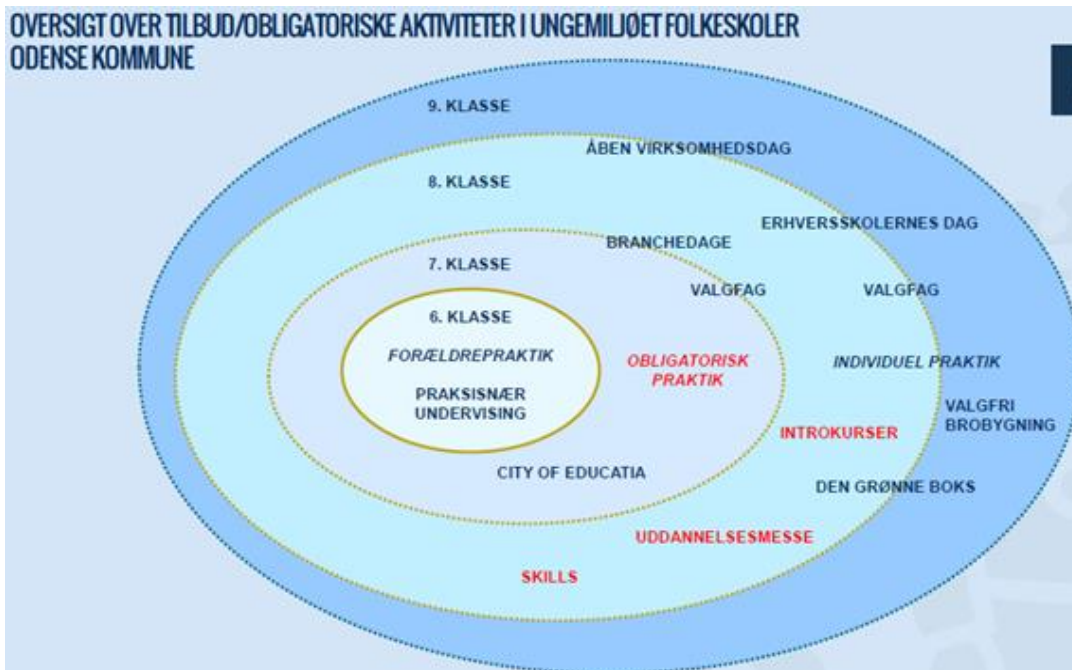 OVERSIGT OVER TILBUD/OBLIGATORISKE AKTIVITETER I UNGEMILJØET FOLKESKOLER
ODENSE KOMMUNE
9. KLASSE
ÅBEN VIRKSOMHEDSDAG
8. KLASSE
ERHVERSSKOLERNES DAG
BRANCHEDAGE
7. KLASSE
VALGFAG
VALGFAG
6. KLASSE
FORÆLDREPRAKTIK
OBLIGATORISK
PRAKTIK
INDIVIDUEL PRAKTIK
PRAKSISNÆR
UNDERVISING
VALGFRI
BROBYGNING
INTROKURSER
CITY OF EDUCATIA
DEN GRØNNE BOKS
UDDANNELSESMESSE
SKILLS